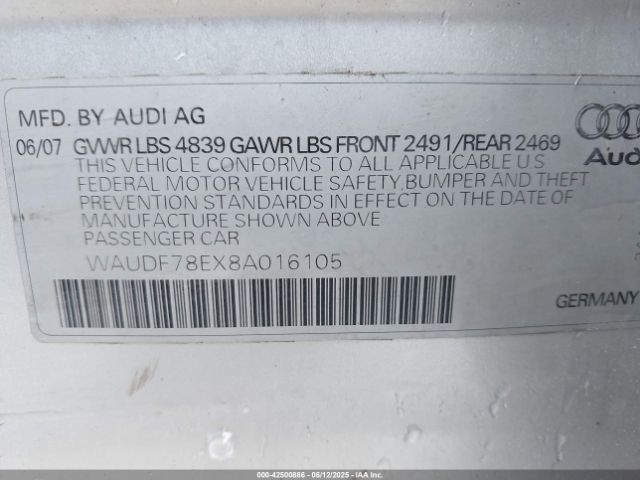 MFD. BY AUDI AG
06/07 GVWR LBS 4839 GAWR LBS FRONT 2491/REAR 2469
THIS VEHICLE CONFORMS TO ALL APPLICABLE U S
FEDERAL MOTOR VEHICLE SAFETY,BUMPER AND THEFT
PREVENTION STANDARDS IN EFFECT ON THE DATE OF
MANUFACTURE SHOWN ABOVE
PASSENGER CAR
WAUDF78EX8A016105
Aud
GERMANY
000-42500886 - 06/12/2025 - IAA